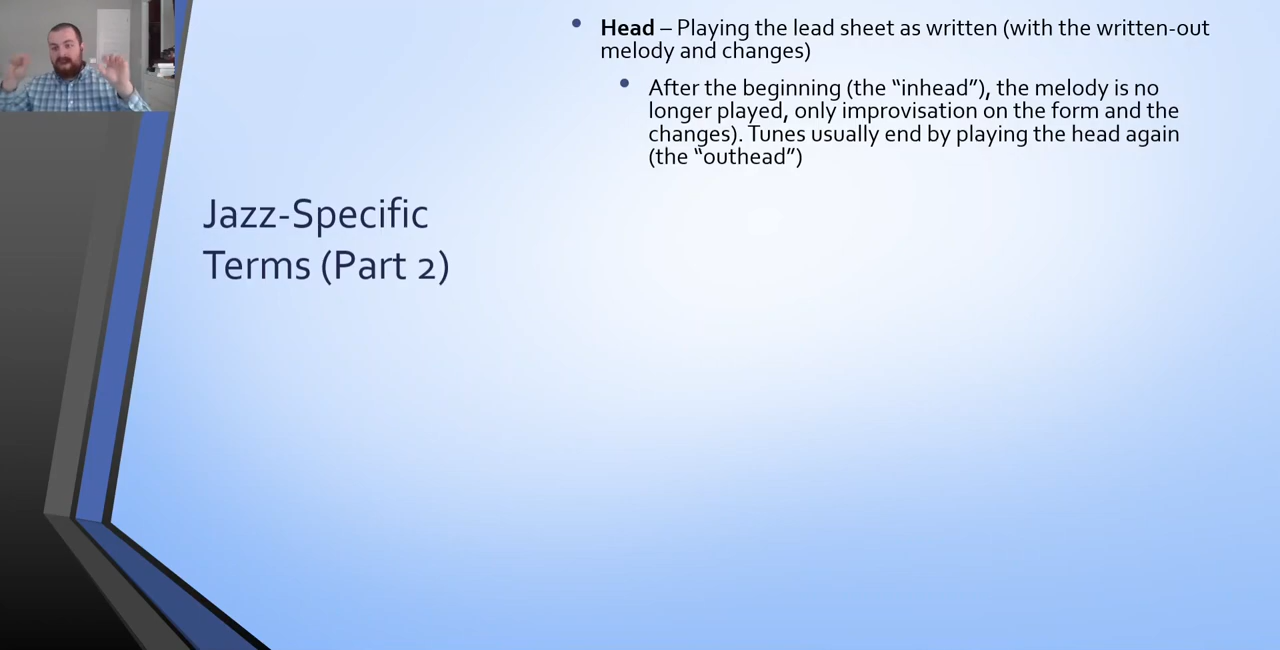 Jazz-Specific
Terms (Part 2)
• Head – Playing the lead sheet as written (with the written-out
melody and changes)
• After the beginning (the “inhead”), the melody is no
longer played, only improvisation on the form and the
changes). Tunes usually end by playing the head again
(the “outhead”)